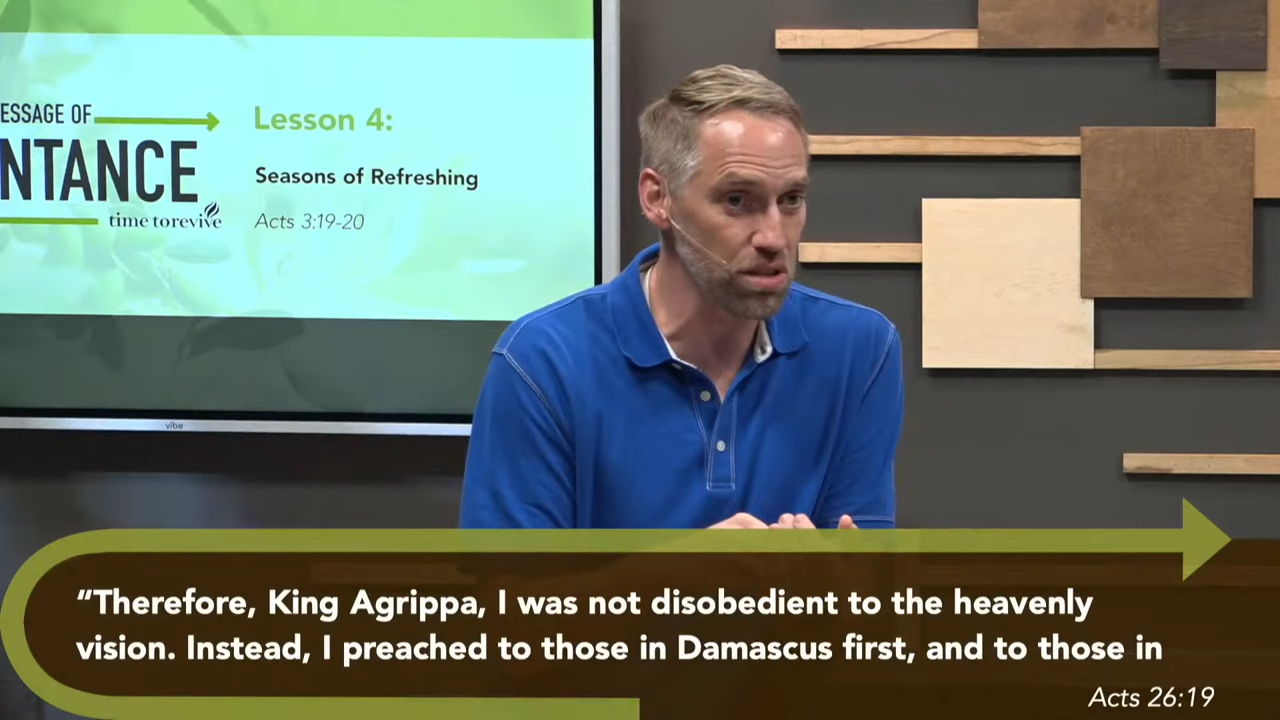 ESSAGE OF
NTANCE
time to revive
Lesson 4:
Seasons of Refreshing
Acts 3:19-20
vibe
“Therefore, King Agrippa, I was not disobedient to the heavenly
vision. Instead, I preached to those in Damascus first, and to those in
Acts 26:19